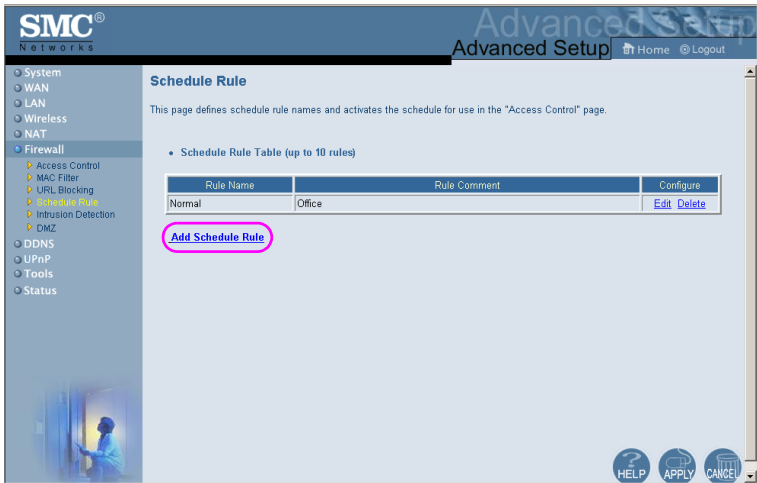 SMC®
Networks
Advanced Setup
Advanced Setup
Home Logout
System
WAN
LAN
Wireless
NAT
Firewall
Access Control
MAC Filter
URL Blocking
Schedule Rule
Intrusion Detection
DMZ
DDNS
UPnP
Tools
Status
Schedule Rule
This page defines schedule rule names and activates the schedule for use in the "Access Control" page.
• Schedule Rule Table (up to 10 rules)
Rule Name Rule Comment Configure
Normal Office Edit Delete
Add Schedule Rule
HELP APPLY CANCEL